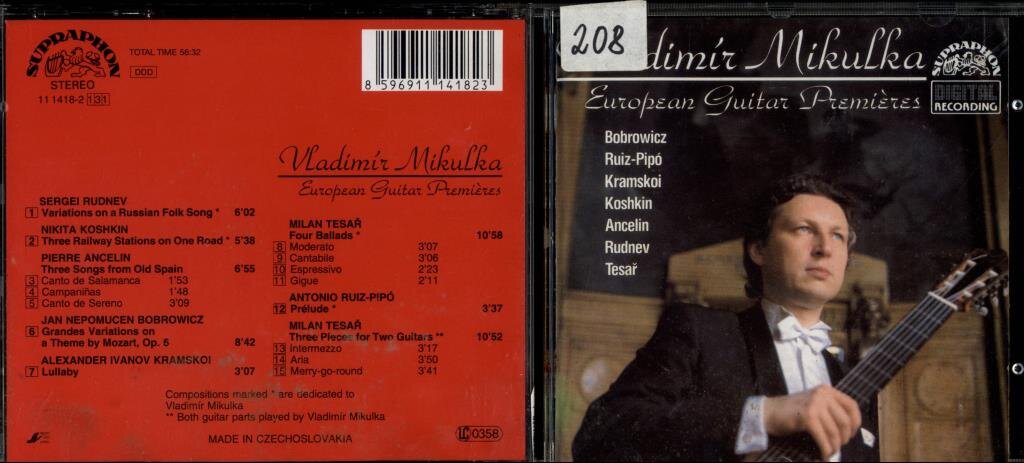 SUPRAPHON
TOTAL TIME 58:32
DDD
STEREO
11 1418-2 131
8 596911 141823
Vladimír Mikulka
European Guitar Premières
SERGEI RUDNEV
1 Variations on a Russian Folk Song * 6'02
NIKITA KOSHKIN
2 Three Railway Stations on One Road * 5'38
PIERRE ANCELIN
Three Songs from Old Spain 6'55
3 Canto de Salamanca 1'53
4 Campaniñas 1'48
5 Canto de Sereno 3'09
JAN NEPOMUCEN BOBROWICZ
6 Grandes Variations on
a Theme by Mozart, Op. 6 8'42
ALEXANDER IVANOV KRAMSKOI
7 Lullaby 3'07
MILAN TESAŘ
Four Ballads * 10'58
8 Moderato 3'07
9 Cantabile 3'06
10 Espressivo 2'23
11 Gigue 2'11
ANTONIO RUIZ-PIPÓ
12 Prélude * 3'37
MILAN TESAŘ
Three Pieces for Two Guitars ** 10'52
13 Intermezzo 3'17
14 Aria 3'50
15 Merry-go-round 3'41
Compositions marked * are dedicated to
Vladimír Mikulka
** Both guitar parts played by Vladimír Mikulka
MADE IN CZECHOSLOVAKIA
LC 0358
208
Vladimír Mikulka
European Guitar Premières
SUPRAPHON
DIGITAL
RECORDING
Bobrowicz
Ruiz-Pipó
Kramskoi
Koshkin
Ancelin
Rudnev
Tesař